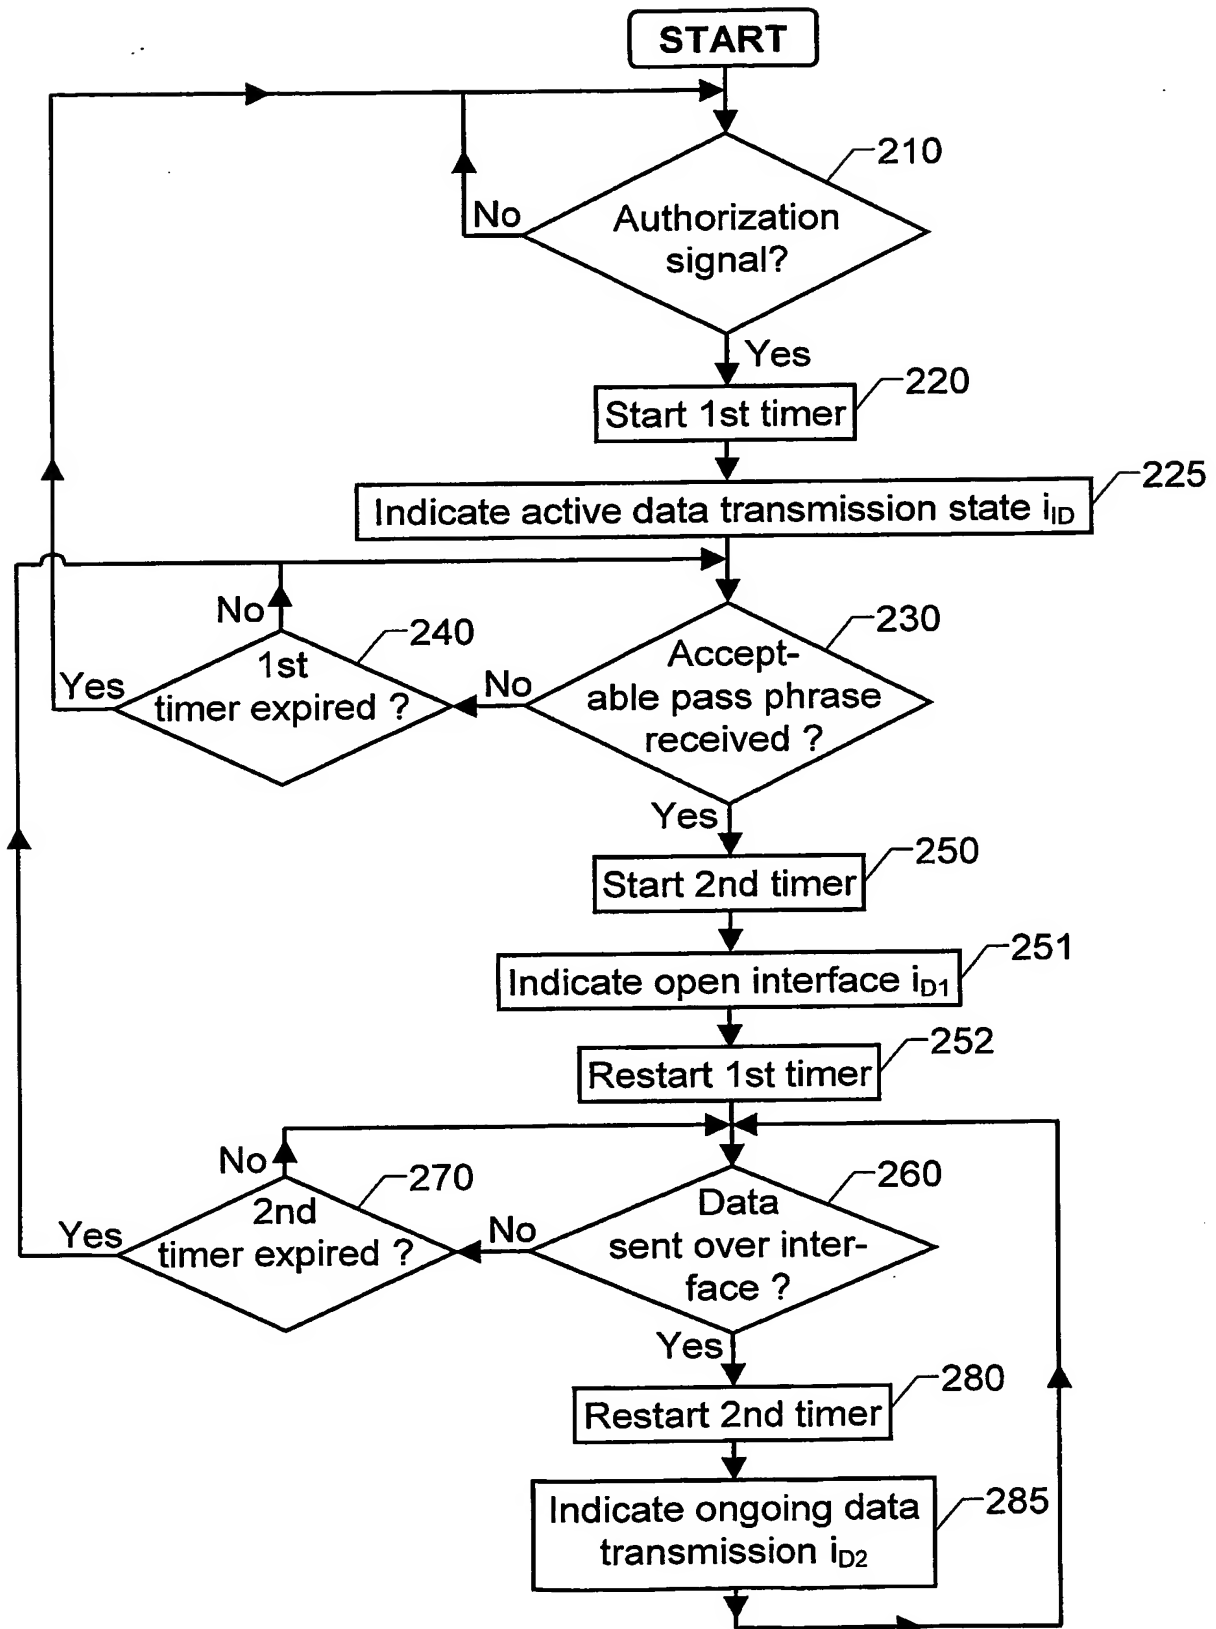 START
210
No
Authorization
signal?
Yes
220
Start 1st timer
225
Indicate active data transmission state iID
No
240
230
1st
timer expired ?
Yes
No
Accept-
able pass phrase
received ?
Yes
250
Start 2nd timer
251
Indicate open interface iD1
252
Restart 1st timer
No
270
260
2nd
timer expired ?
Yes
No
Data
sent over inter-
face ?
Yes
280
Restart 2nd timer
285
Indicate ongoing data
transmission iD2